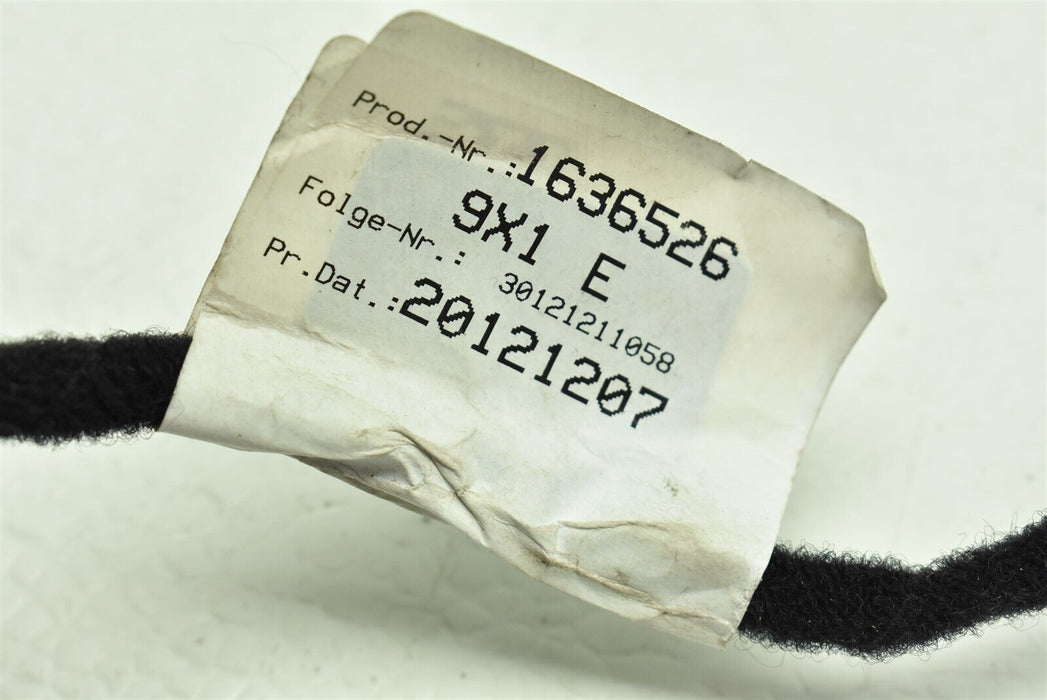 Prod.-Nr.:1636526
9X1 E
Folge-Nr.: 30121211058
Pr.Dat.:20121207